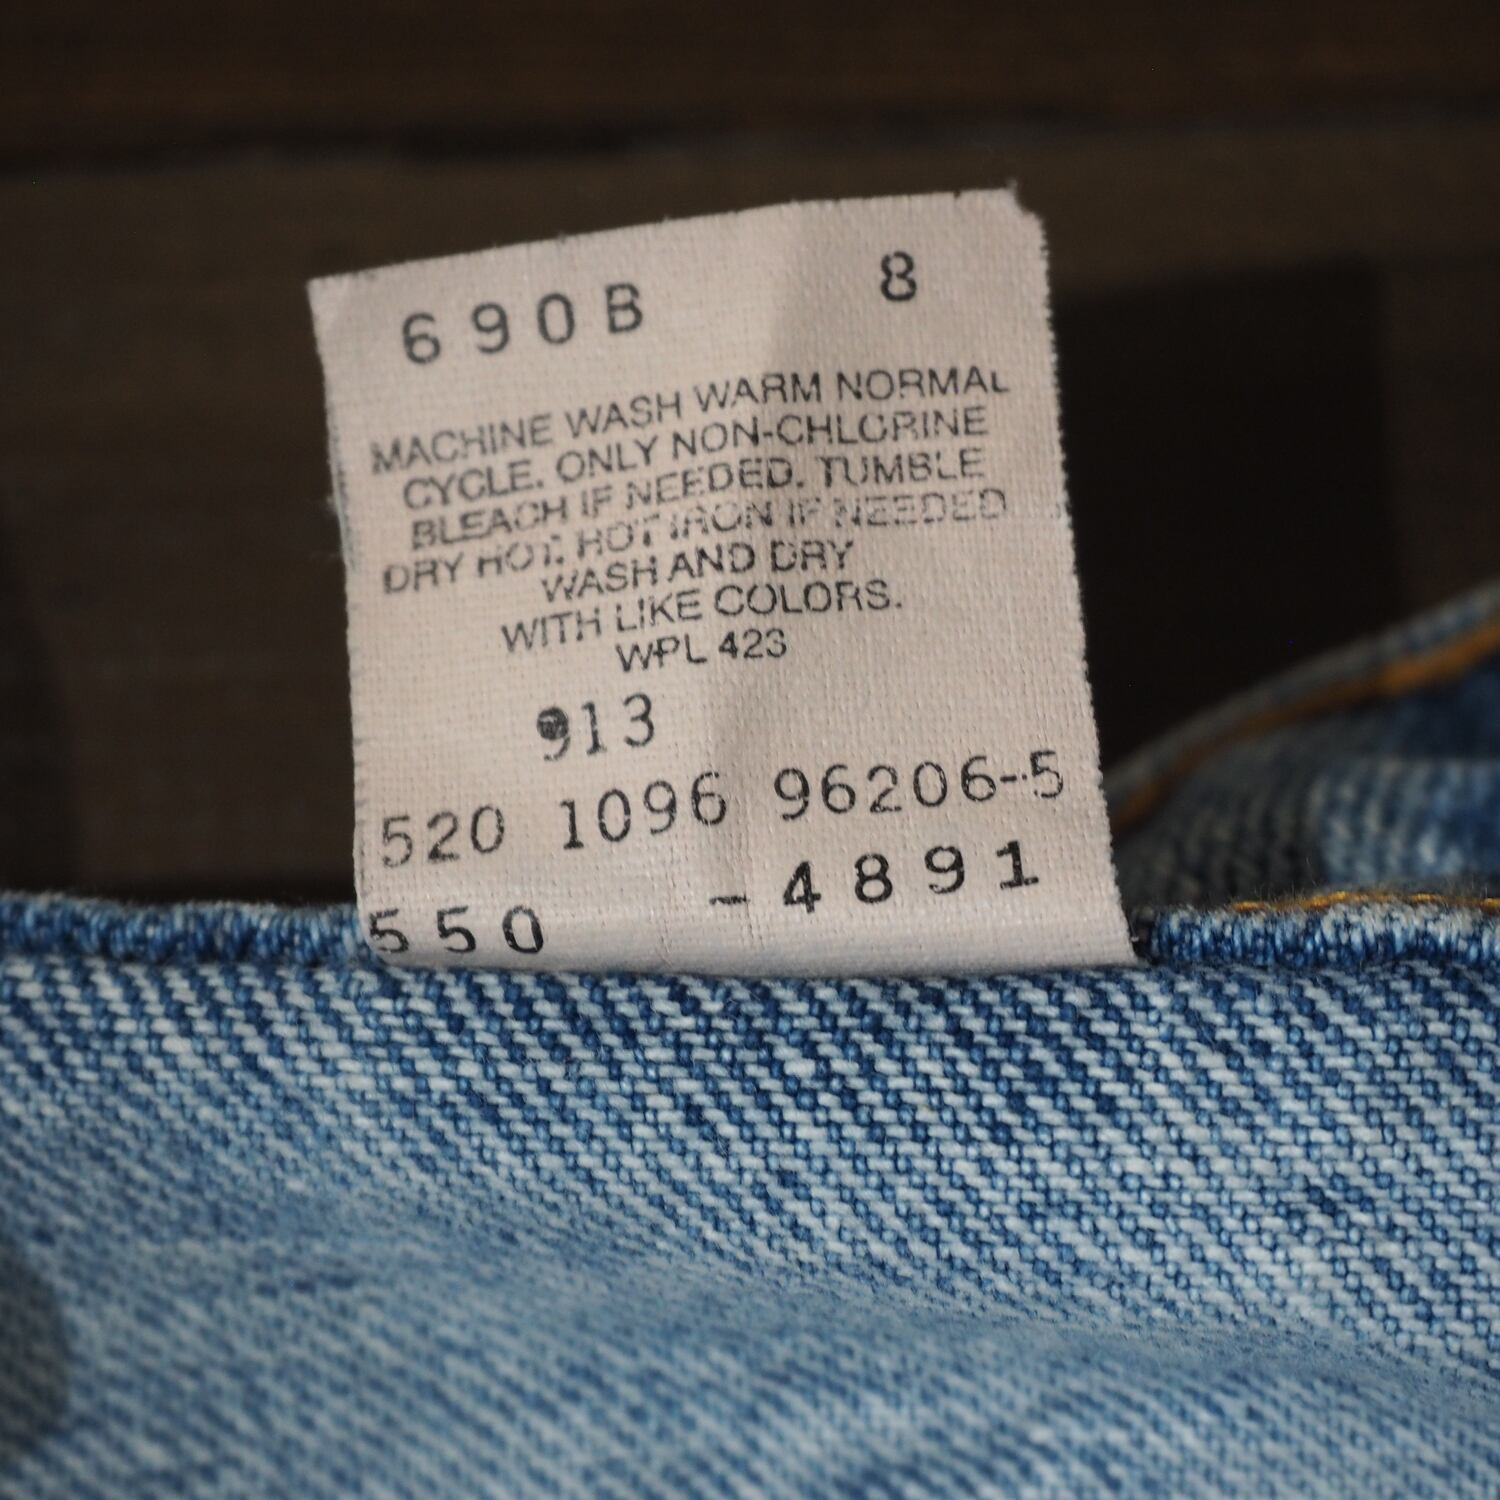 690B 8
MACHINE WASH WARM NORMAL
CYCLE. ONLY NON-CHLORINE
BLEACH IF NEEDED. TUMBLE
DRY HOT. HOT IRON IF NEEDED
WASH AND DRY
WITH LIKE COLORS.
WPL 423
913
520 1096 96206-5
550 -4891